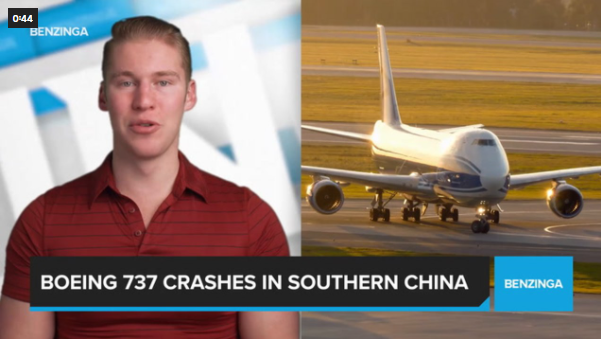 0:44
BENZINGA
BOEING 737 CRASHES IN SOUTHERN CHINA
BENZINGA